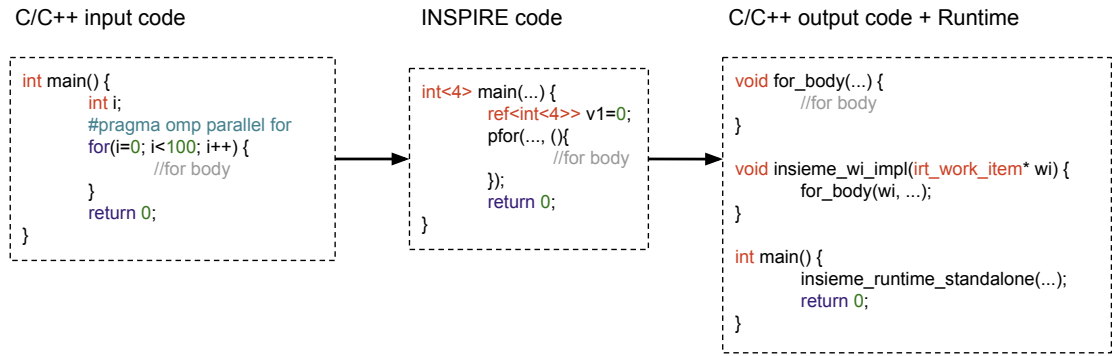 C/C++ input code
int main() {
int i;
#pragma omp parallel for
for(i=0; i<100; i++) {
//for body
}
return 0;
}
INSPIRE code
int<4> main(...) {
ref<int<4>> v1=0;
pfor(..., (){
//for body
});
return 0;
}
C/C++ output code + Runtime
void for_body(...) {
//for body
}
void insieme_wi_impl(irt_work_item* wi) {
for_body(wi, ...);
}
int main() {
insieme_runtime_standalone(...);
return 0;
}